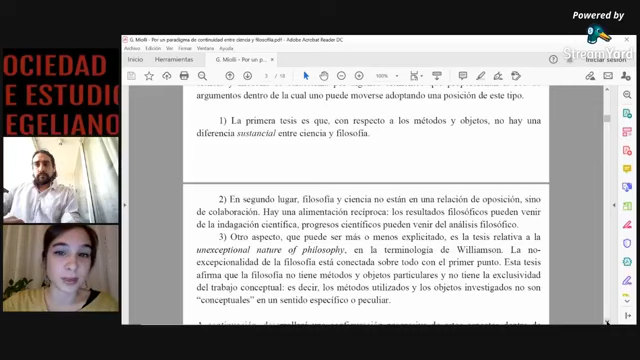 Powered by
StreamYard
OCIEDAD
E ESTUDIO
EGELIANO
G. Miolli - Por un paradigma de continuidad entre ciencia y filosofía.pdf - Adobe Acrobat Reader DC
Archivo Edición Ver Ventana Ayuda
Inicio Herramientas G. Miolli - Por un p... Iniciar sesión
argumentos dentro de la cual uno puede moverse adoptando una posición de este tipo.
1) La primera tesis es que, con respecto a los métodos y objetos, no hay una
diferencia sustancial entre ciencia y filosofía.
2) En segundo lugar, filosofía y ciencia no están en una relación de oposición, sino
de colaboración. Hay una alimentación recíproca: los resultados filosóficos pueden venir
de la indagación científica, progresos científicos pueden venir del análisis filosófico.
3) Otro aspecto, que puede ser más o menos explicitado, es la tesis relativa a la
unexceptional nature of philosophy, en la terminología de Williamson. La no-
excepcionalidad de la filosofía está conectada sobre todo con el primer punto. Esta tesis
afirma que la filosofía no tiene métodos y objetos particulares y no tiene la exclusividad
del trabajo conceptual: es decir, los métodos utilizados y los objetos investigados no son
“conceptuales” en un sentido específico o peculiar.